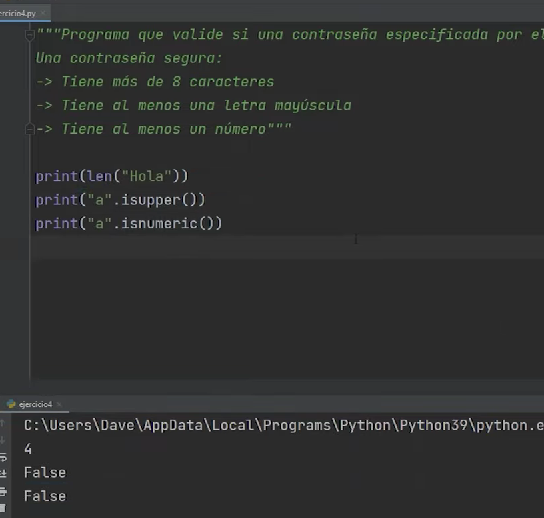 ercicio4.py
"""Programa que valide si una contraseña especificada por el
Una contraseña segura:
-> Tiene más de 8 caracteres
-> Tiene al menos una letra mayúscula
-> Tiene al menos un número"""
print(len("Hola"))
print("a".isupper())
print("a".isnumeric())
ejercicio4
C:\Users\Dave\AppData\Local\Programs\Python\Python39\python.e
4
False
False